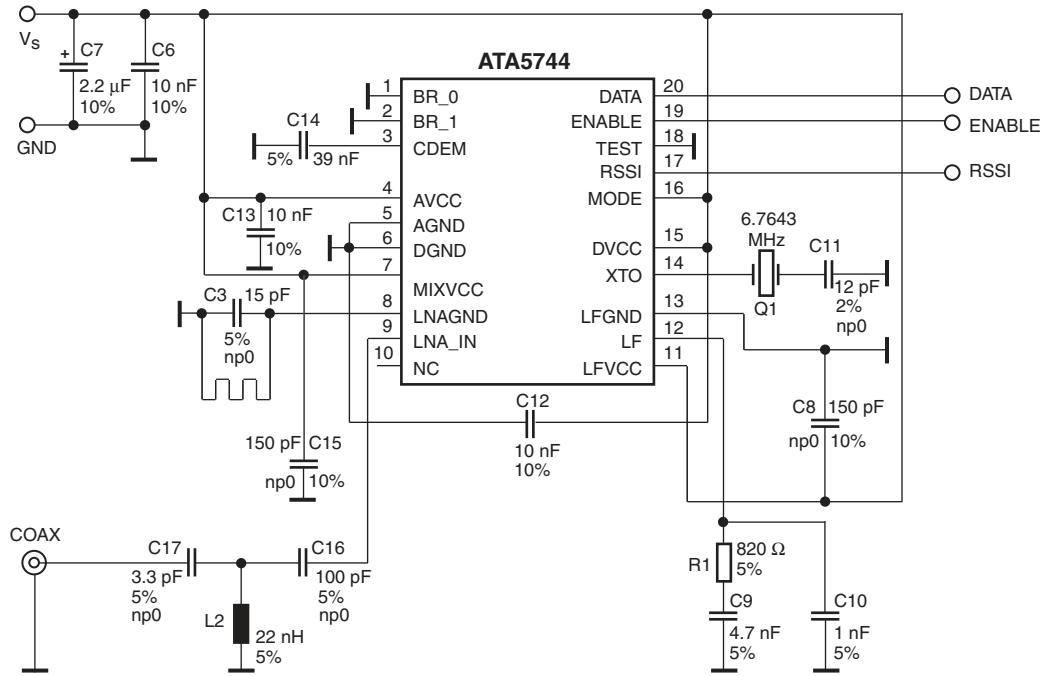 V_S
+ C7
2.2 µF
10%
C6
10 nF
10%
GND
ATA5744
1 BR_0
2 BR_1
3 CDEM
4 AVCC
5 AGND
6 DGND
7 MIXVCC
8 LNAGND
9 LNA_IN
10 NC
20 DATA
19 ENABLE
18 TEST
17 RSSI
16 MODE
15 DVCC
14 XTO
13 LFGND
12 LF
11 LFVCC
DATA
ENABLE
RSSI
C14
5% 39 nF
C13 10 nF
10%
C3 15 pF
5%
np0
6.7643
MHz
Q1
C11
12 pF
2%
np0
C12
10 nF
10%
C8 150 pF
np0 10%
150 pF C15
np0 10%
COAX
C17
3.3 pF
5%
np0
C16
100 pF
5%
np0
L2
22 nH
5%
R1 820 Ω
5%
C9
4.7 nF
5%
C10
1 nF
5%